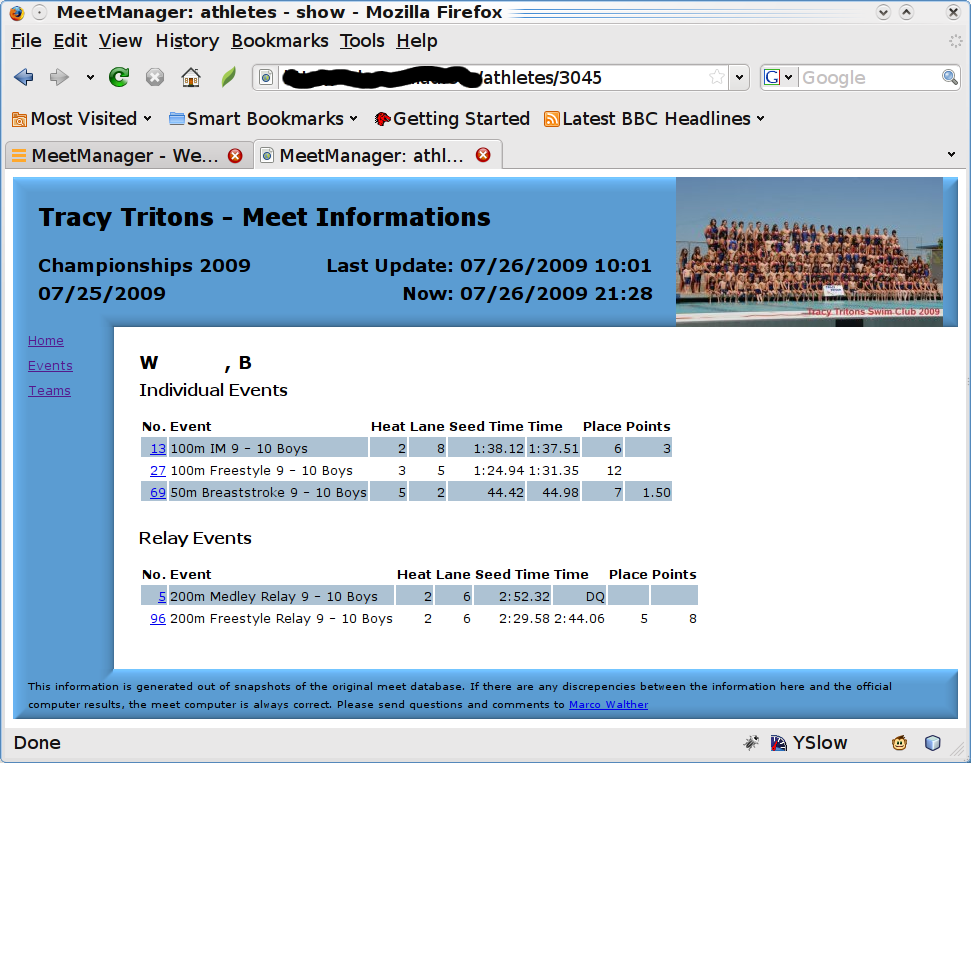 MeetManager: athletes - show - Mozilla Firefox
File Edit View History Bookmarks Tools Help
/athletes/3045 Google
Most Visited Smart Bookmarks Getting Started Latest BBC Headlines
MeetManager - We... MeetManager: athl...
Tracy Tritons - Meet Informations
Championships 2009 Last Update: 07/26/2009 10:01
07/25/2009 Now: 07/26/2009 21:28
Tracy Tritons Swim Club 2009
Home
Events
Teams
W , B
Individual Events
No. Event Heat Lane Seed Time Time Place Points
13 100m IM 9 - 10 Boys 2 8 1:38.12 1:37.51 6 3
27 100m Freestyle 9 - 10 Boys 3 5 1:24.94 1:31.35 12
69 50m Breaststroke 9 - 10 Boys 5 2 44.42 44.98 7 1.50
Relay Events
No. Event Heat Lane Seed Time Time Place Points
5 200m Medley Relay 9 - 10 Boys 2 6 2:52.32 DQ
96 200m Freestyle Relay 9 - 10 Boys 2 6 2:29.58 2:44.06 5 8
This information is generated out of snapshots of the original meet database. If there are any discrepencies between the information here and the official
computer results, the meet computer is always correct. Please send questions and comments to Marco Walther
Done YSlow